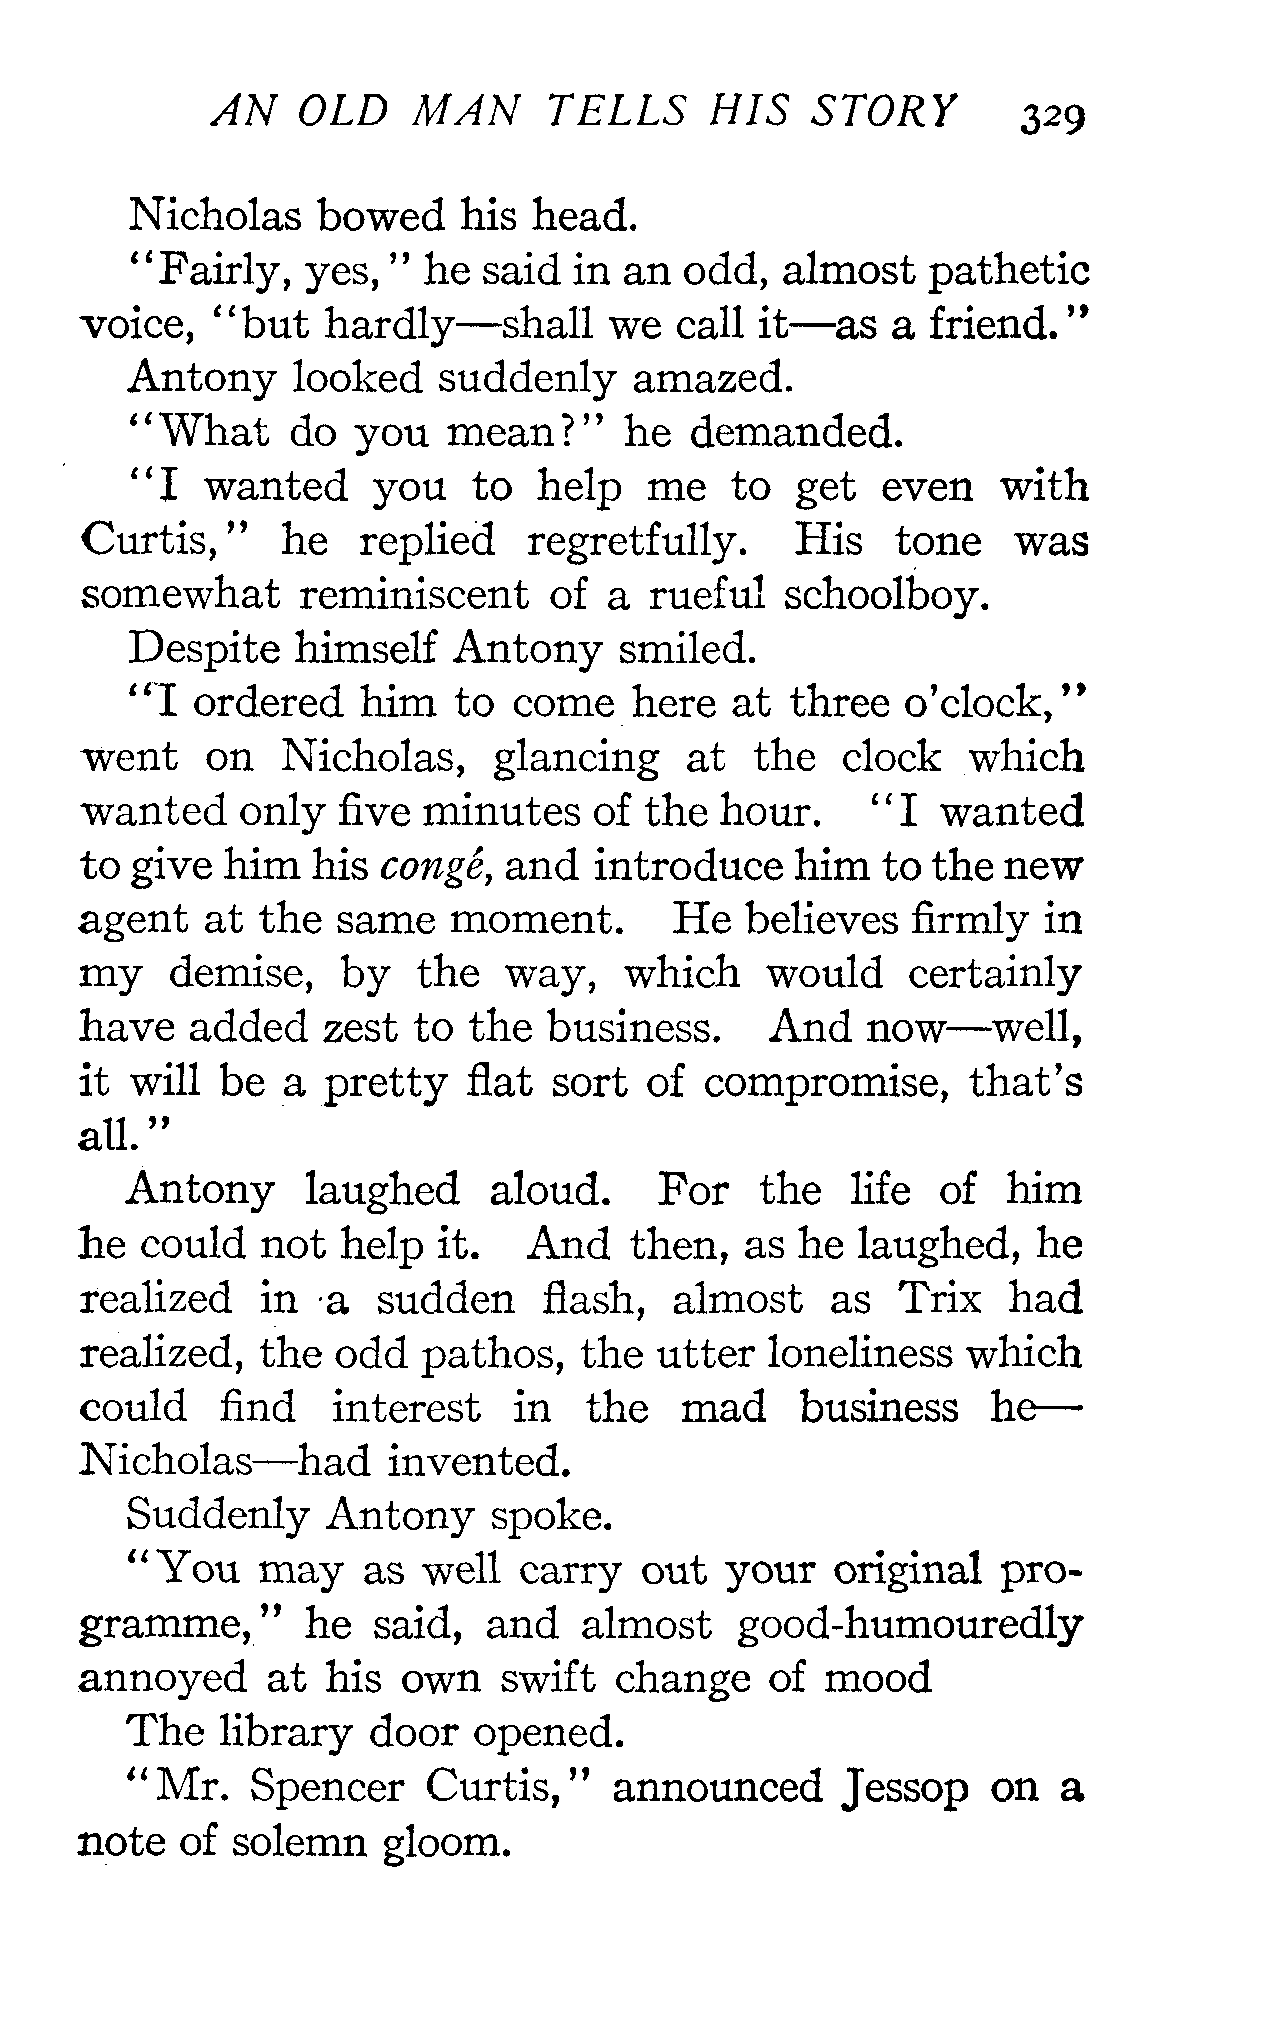 AN OLD MAN TELLS HIS STORY 329
Nicholas bowed his head.
"Fairly, yes," he said in an odd, almost pathetic
voice, "but hardly—shall we call it—as a friend."
Antony looked suddenly amazed.
"What do you mean?" he demanded.
"I wanted you to help me to get even with
Curtis," he replied regretfully. His tone was
somewhat reminiscent of a rueful schoolboy.
Despite himself Antony smiled.
"I ordered him to come here at three o'clock,"
went on Nicholas, glancing at the clock which
wanted only five minutes of the hour. "I wanted
to give him his congé, and introduce him to the new
agent at the same moment. He believes firmly in
my demise, by the way, which would certainly
have added zest to the business. And now—well,
it will be a pretty flat sort of compromise, that's
all."
Antony laughed aloud. For the life of him
he could not help it. And then, as he laughed, he
realized in a sudden flash, almost as Trix had
realized, the odd pathos, the utter loneliness which
could find interest in the mad business he—
Nicholas—had invented.
Suddenly Antony spoke.
"You may as well carry out your original pro-
gramme," he said, and almost good-humouredly
annoyed at his own swift change of mood
The library door opened.
"Mr. Spencer Curtis," announced Jessop on a
note of solemn gloom.